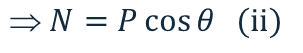 ⇒ N = P cos θ (ii)